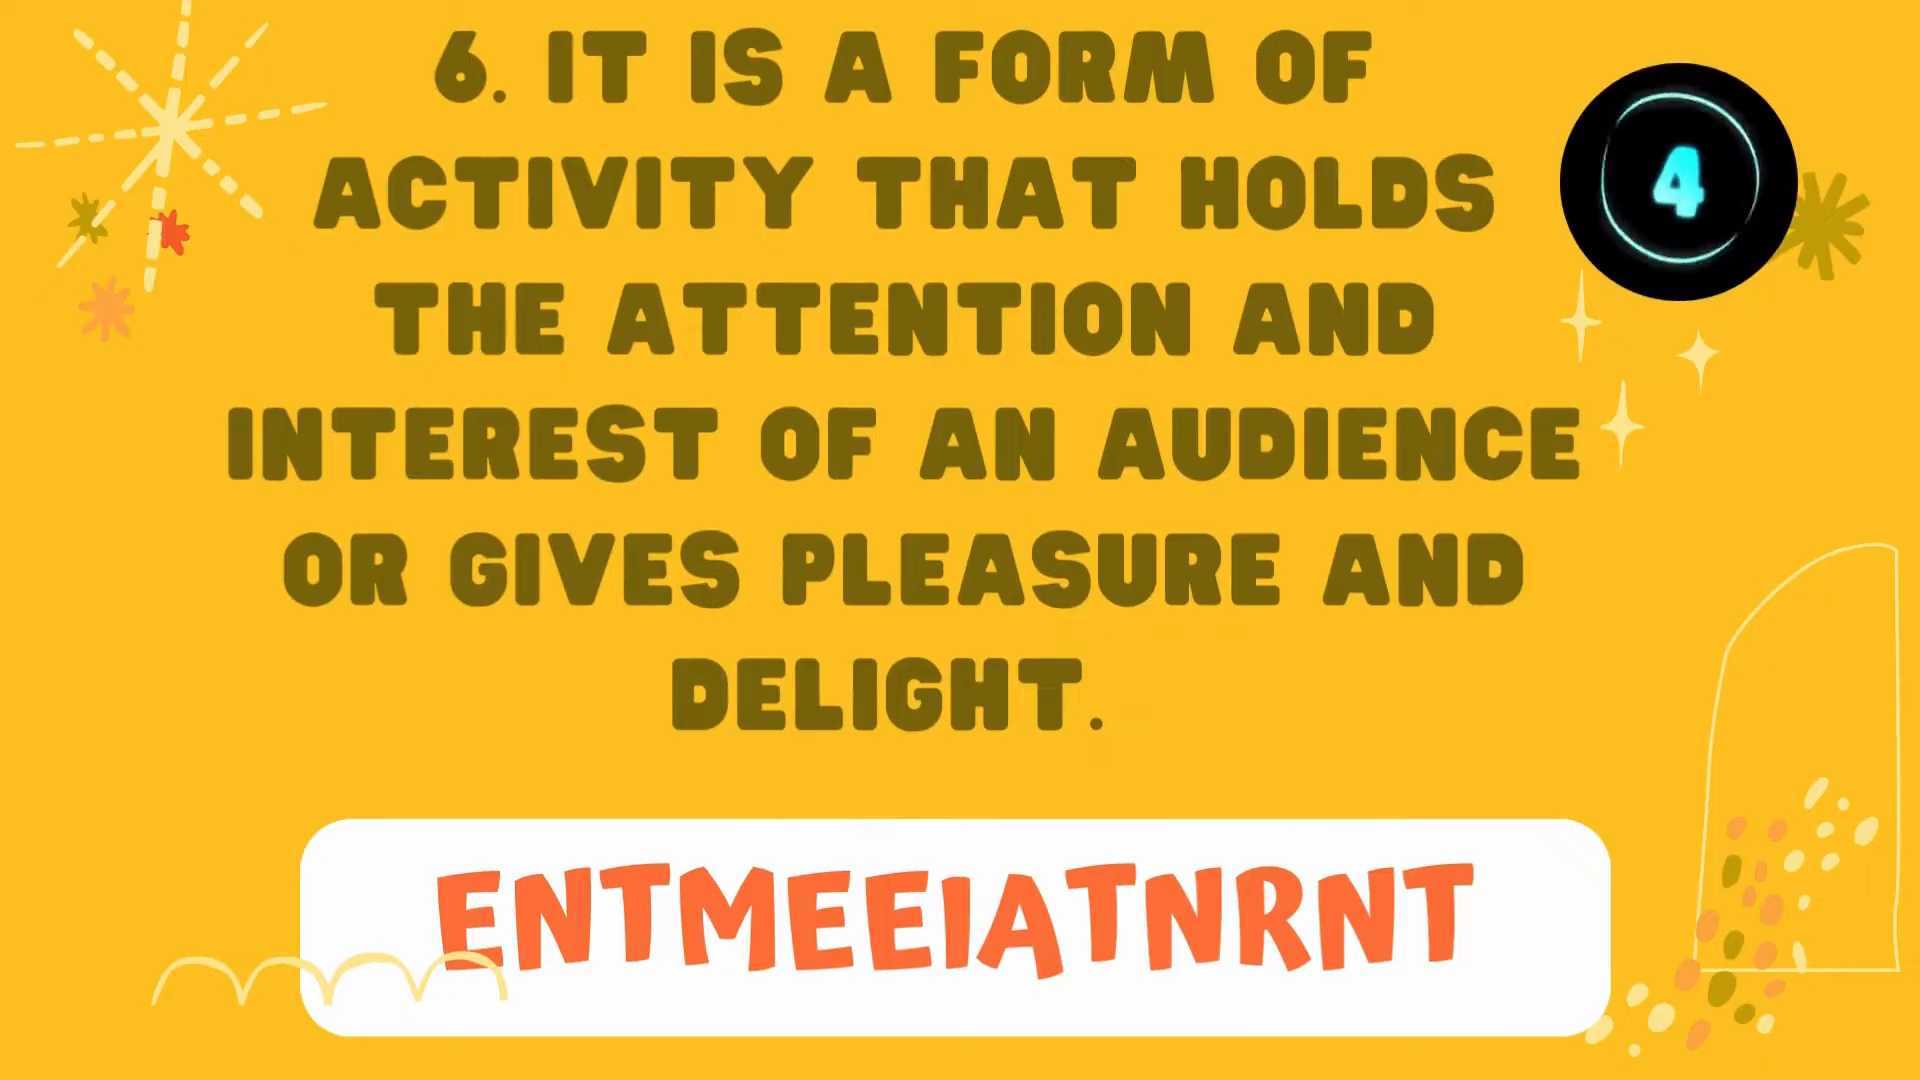 6. IT IS A FORM OF
ACTIVITY THAT HOLDS
THE ATTENTION AND
INTEREST OF AN AUDIENCE
OR GIVES PLEASURE AND
DELIGHT.
4
ENTMEEIATNRNT